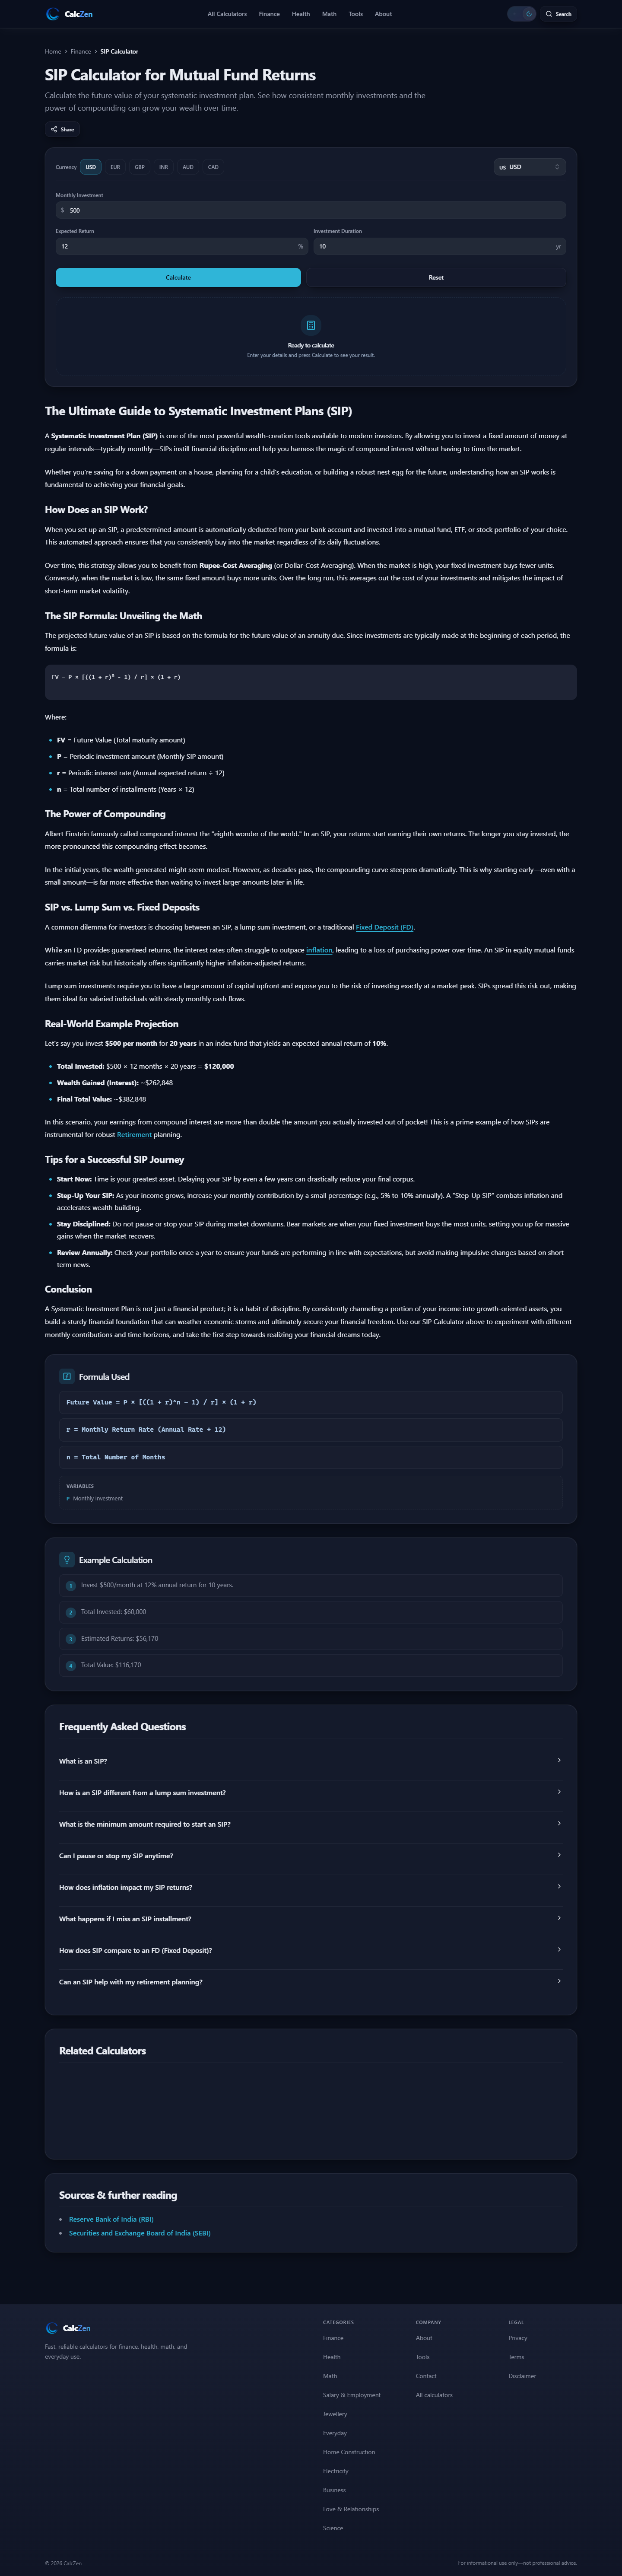 CalcZen
All Calculators
Finance
Health
Math
Tools
About
Search
Home > Finance > SIP Calculator
SIP Calculator for Mutual Fund Returns
Calculate the future value of your systematic investment plan. See how consistent monthly investments and the
power of compounding can grow your wealth over time.
Share
Currency USD EUR GBP INR AUD CAD
US USD
Monthly Investment
$ 500
Expected Return
12 %
Investment Duration
10 yr
Calculate
Reset
Ready to calculate
Enter your details and press Calculate to see your result.
The Ultimate Guide to Systematic Investment Plans (SIP)
A Systematic Investment Plan (SIP) is one of the most powerful wealth-creation tools available to modern investors. By allowing you to invest a fixed amount of money at
regular intervals—typically monthly—SIPs instill financial discipline and help you harness the magic of compound interest without having to time the market.
Whether you're saving for a down payment on a house, planning for a child's education, or building a robust nest egg for the future, understanding how an SIP works is
fundamental to achieving your financial goals.
How Does an SIP Work?
When you set up an SIP, a predetermined amount is automatically deducted from your bank account and invested into a mutual fund, ETF, or stock portfolio of your choice.
This automated approach ensures that you consistently buy into the market regardless of its daily fluctuations.
Over time, this strategy allows you to benefit from Rupee-Cost Averaging (or Dollar-Cost Averaging). When the market is high, your fixed investment buys fewer units.
Conversely, when the market is low, the same fixed amount buys more units. Over the long run, this averages out the cost of your investments and mitigates the impact of
short-term market volatility.
The SIP Formula: Unveiling the Math
The projected future value of an SIP is based on the formula for the future value of an annuity due. Since investments are typically made at the beginning of each period, the
formula is:
FV = P × [((1 + r)ⁿ - 1) / r] × (1 + r)
Where:
• FV = Future Value (Total maturity amount)
• P = Periodic investment amount (Monthly SIP amount)
• r = Periodic interest rate (Annual expected return ÷ 12)
• n = Total number of installments (Years × 12)
The Power of Compounding
Albert Einstein famously called compound interest the "eighth wonder of the world." In an SIP, your returns start earning their own returns. The longer you stay invested, the
more pronounced this compounding effect becomes.
In the initial years, the wealth generated might seem modest. However, as decades pass, the compounding curve steepens dramatically. This is why starting early—even with a
small amount—is far more effective than waiting to invest larger amounts later in life.
SIP vs. Lump Sum vs. Fixed Deposits
A common dilemma for investors is choosing between an SIP, a lump sum investment, or a traditional Fixed Deposit (FD).
While an FD provides guaranteed returns, the interest rates often struggle to outpace inflation, leading to a loss of purchasing power over time. An SIP in equity mutual funds
carries market risk but historically offers significantly higher inflation-adjusted returns.
Lump sum investments require you to have a large amount of capital upfront and expose you to the risk of investing exactly at a market peak. SIPs spread this risk out, making
them ideal for salaried individuals with steady monthly cash flows.
Real-World Example Projection
Let's say you invest $500 per month for 20 years in an index fund that yields an expected annual return of 10%.
• Total Invested: $500 × 12 months × 20 years = $120,000
• Wealth Gained (Interest): ~$262,848
• Final Total Value: ~$382,848
In this scenario, your earnings from compound interest are more than double the amount you actually invested out of pocket! This is a prime example of how SIPs are
instrumental for robust Retirement planning.
Tips for a Successful SIP Journey
• Start Now: Time is your greatest asset. Delaying your SIP by even a few years can drastically reduce your final corpus.
• Step-Up Your SIP: As your income grows, increase your monthly contribution by a small percentage (e.g., 5% to 10% annually). A "Step-Up SIP" combats inflation and
accelerates wealth building.
• Stay Disciplined: Do not pause or stop your SIP during market downturns. Bear markets are when your fixed investment buys the most units, setting you up for massive
gains when the market recovers.
• Review Annually: Check your portfolio once a year to ensure your funds are performing in line with expectations, but avoid making impulsive changes based on short-
term news.
Conclusion
A Systematic Investment Plan is not just a financial product; it is a habit of discipline. By consistently channeling a portion of your income into growth-oriented assets, you
build a sturdy financial foundation that can weather economic storms and ultimately secure your financial freedom. Use our SIP Calculator above to experiment with different
monthly contributions and time horizons, and take the first step towards realizing your financial dreams today.
Formula Used
Future Value = P × [((1 + r)^n − 1) / r] × (1 + r)
r = Monthly Return Rate (Annual Rate ÷ 12)
n = Total Number of Months
VARIABLES
P Monthly Investment
Example Calculation
1 Invest $500/month at 12% annual return for 10 years.
2 Total Invested: $60,000
3 Estimated Returns: $56,170
4 Total Value: $116,170
Frequently Asked Questions
What is an SIP?
How is an SIP different from a lump sum investment?
What is the minimum amount required to start an SIP?
Can I pause or stop my SIP anytime?
How does inflation impact my SIP returns?
What happens if I miss an SIP installment?
How does SIP compare to an FD (Fixed Deposit)?
Can an SIP help with my retirement planning?
Related Calculators
Sources & further reading
• Reserve Bank of India (RBI)
• Securities and Exchange Board of India (SEBI)
CalcZen
Fast, reliable calculators for finance, health, math, and
everyday use.
CATEGORIES
Finance
Health
Math
Salary & Employment
Jewellery
Everyday
Home Construction
Electricity
Business
Love & Relationships
Science
COMPANY
About
Tools
Contact
All calculators
LEGAL
Privacy
Terms
Disclaimer
© 2026 CalcZen
For informational use only—not professional advice.